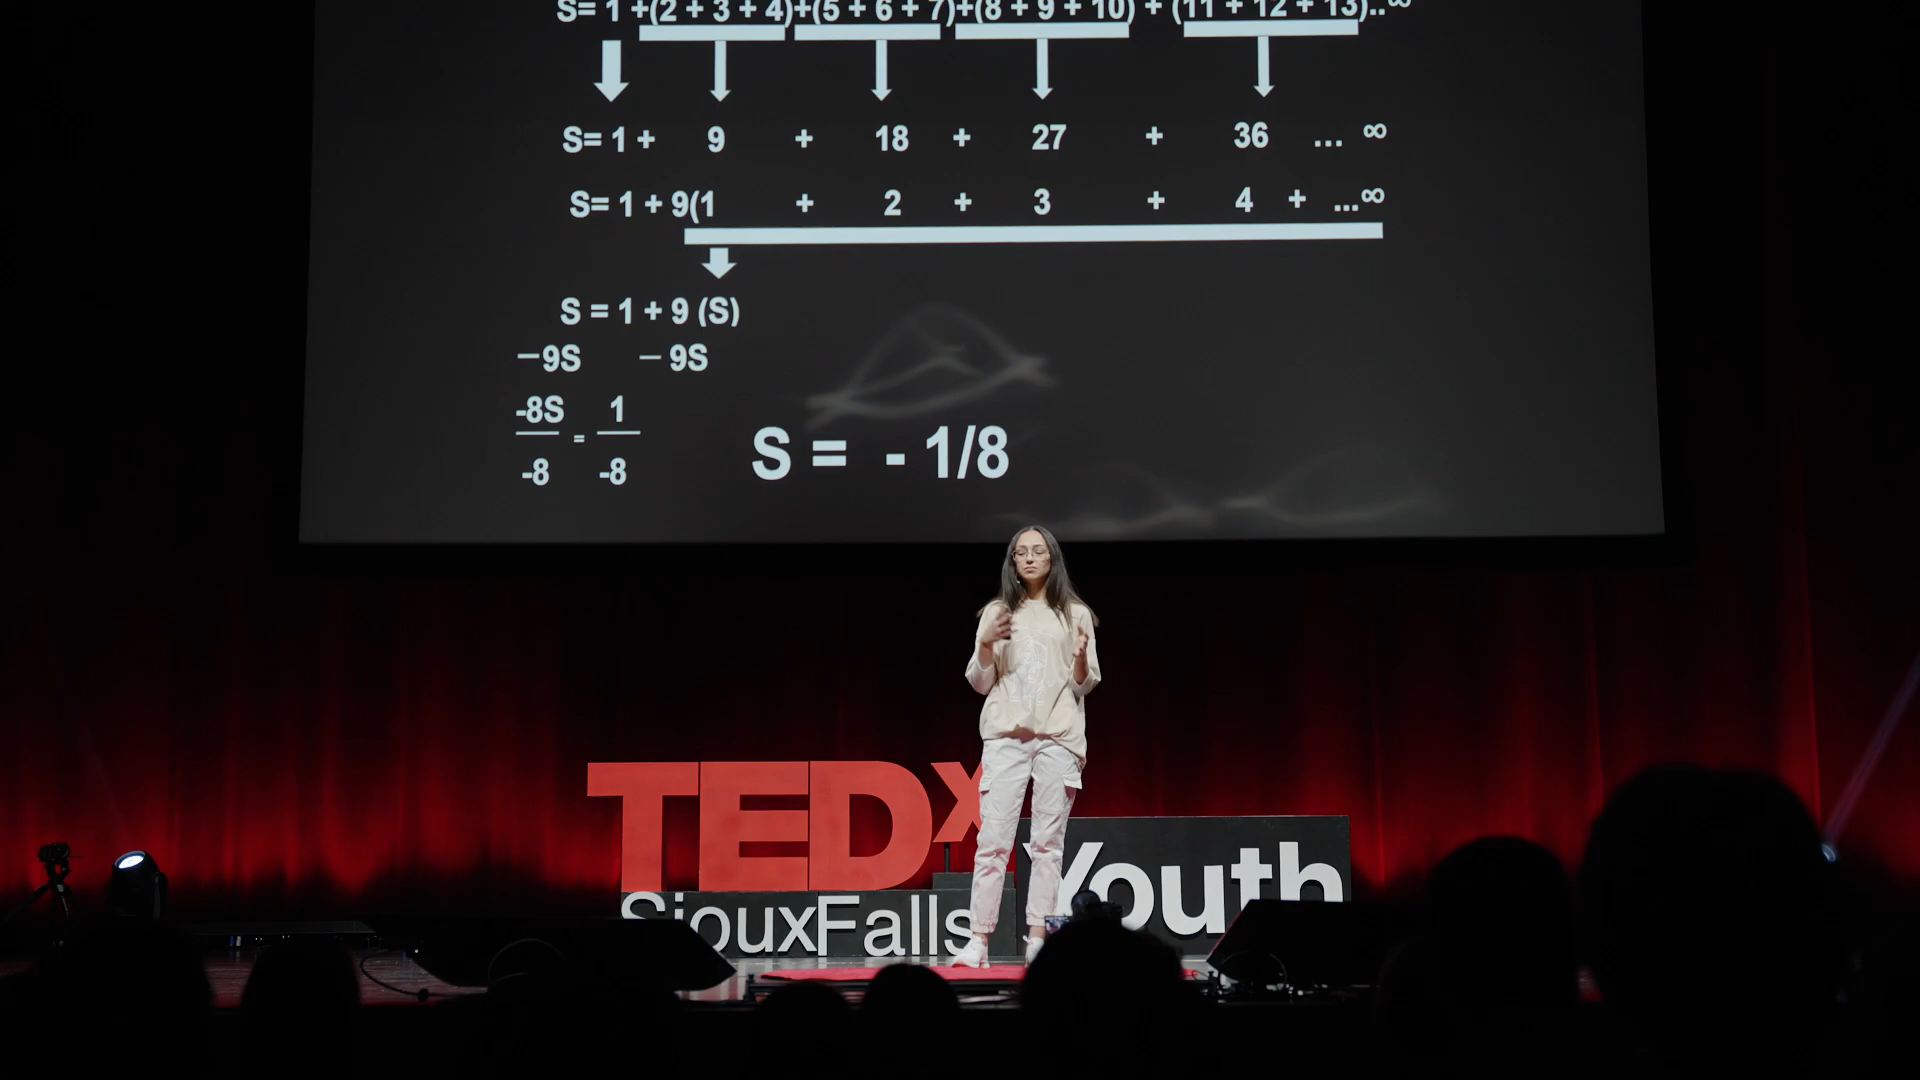 S= 1 +(2 + 3 + 4)+(5 + 6 + 7)+(8 + 9 + 10) + (11 + 12 + 13)..∞
S= 1 + 9 + 18 + 27 + 36 ... ∞
S= 1 + 9(1 + 2 + 3 + 4 + ...∞
S = 1 + 9 (S)
−9S − 9S
-8S = 1
-8 -8
S = - 1/8
TEDx
SiouxFalls
Youth